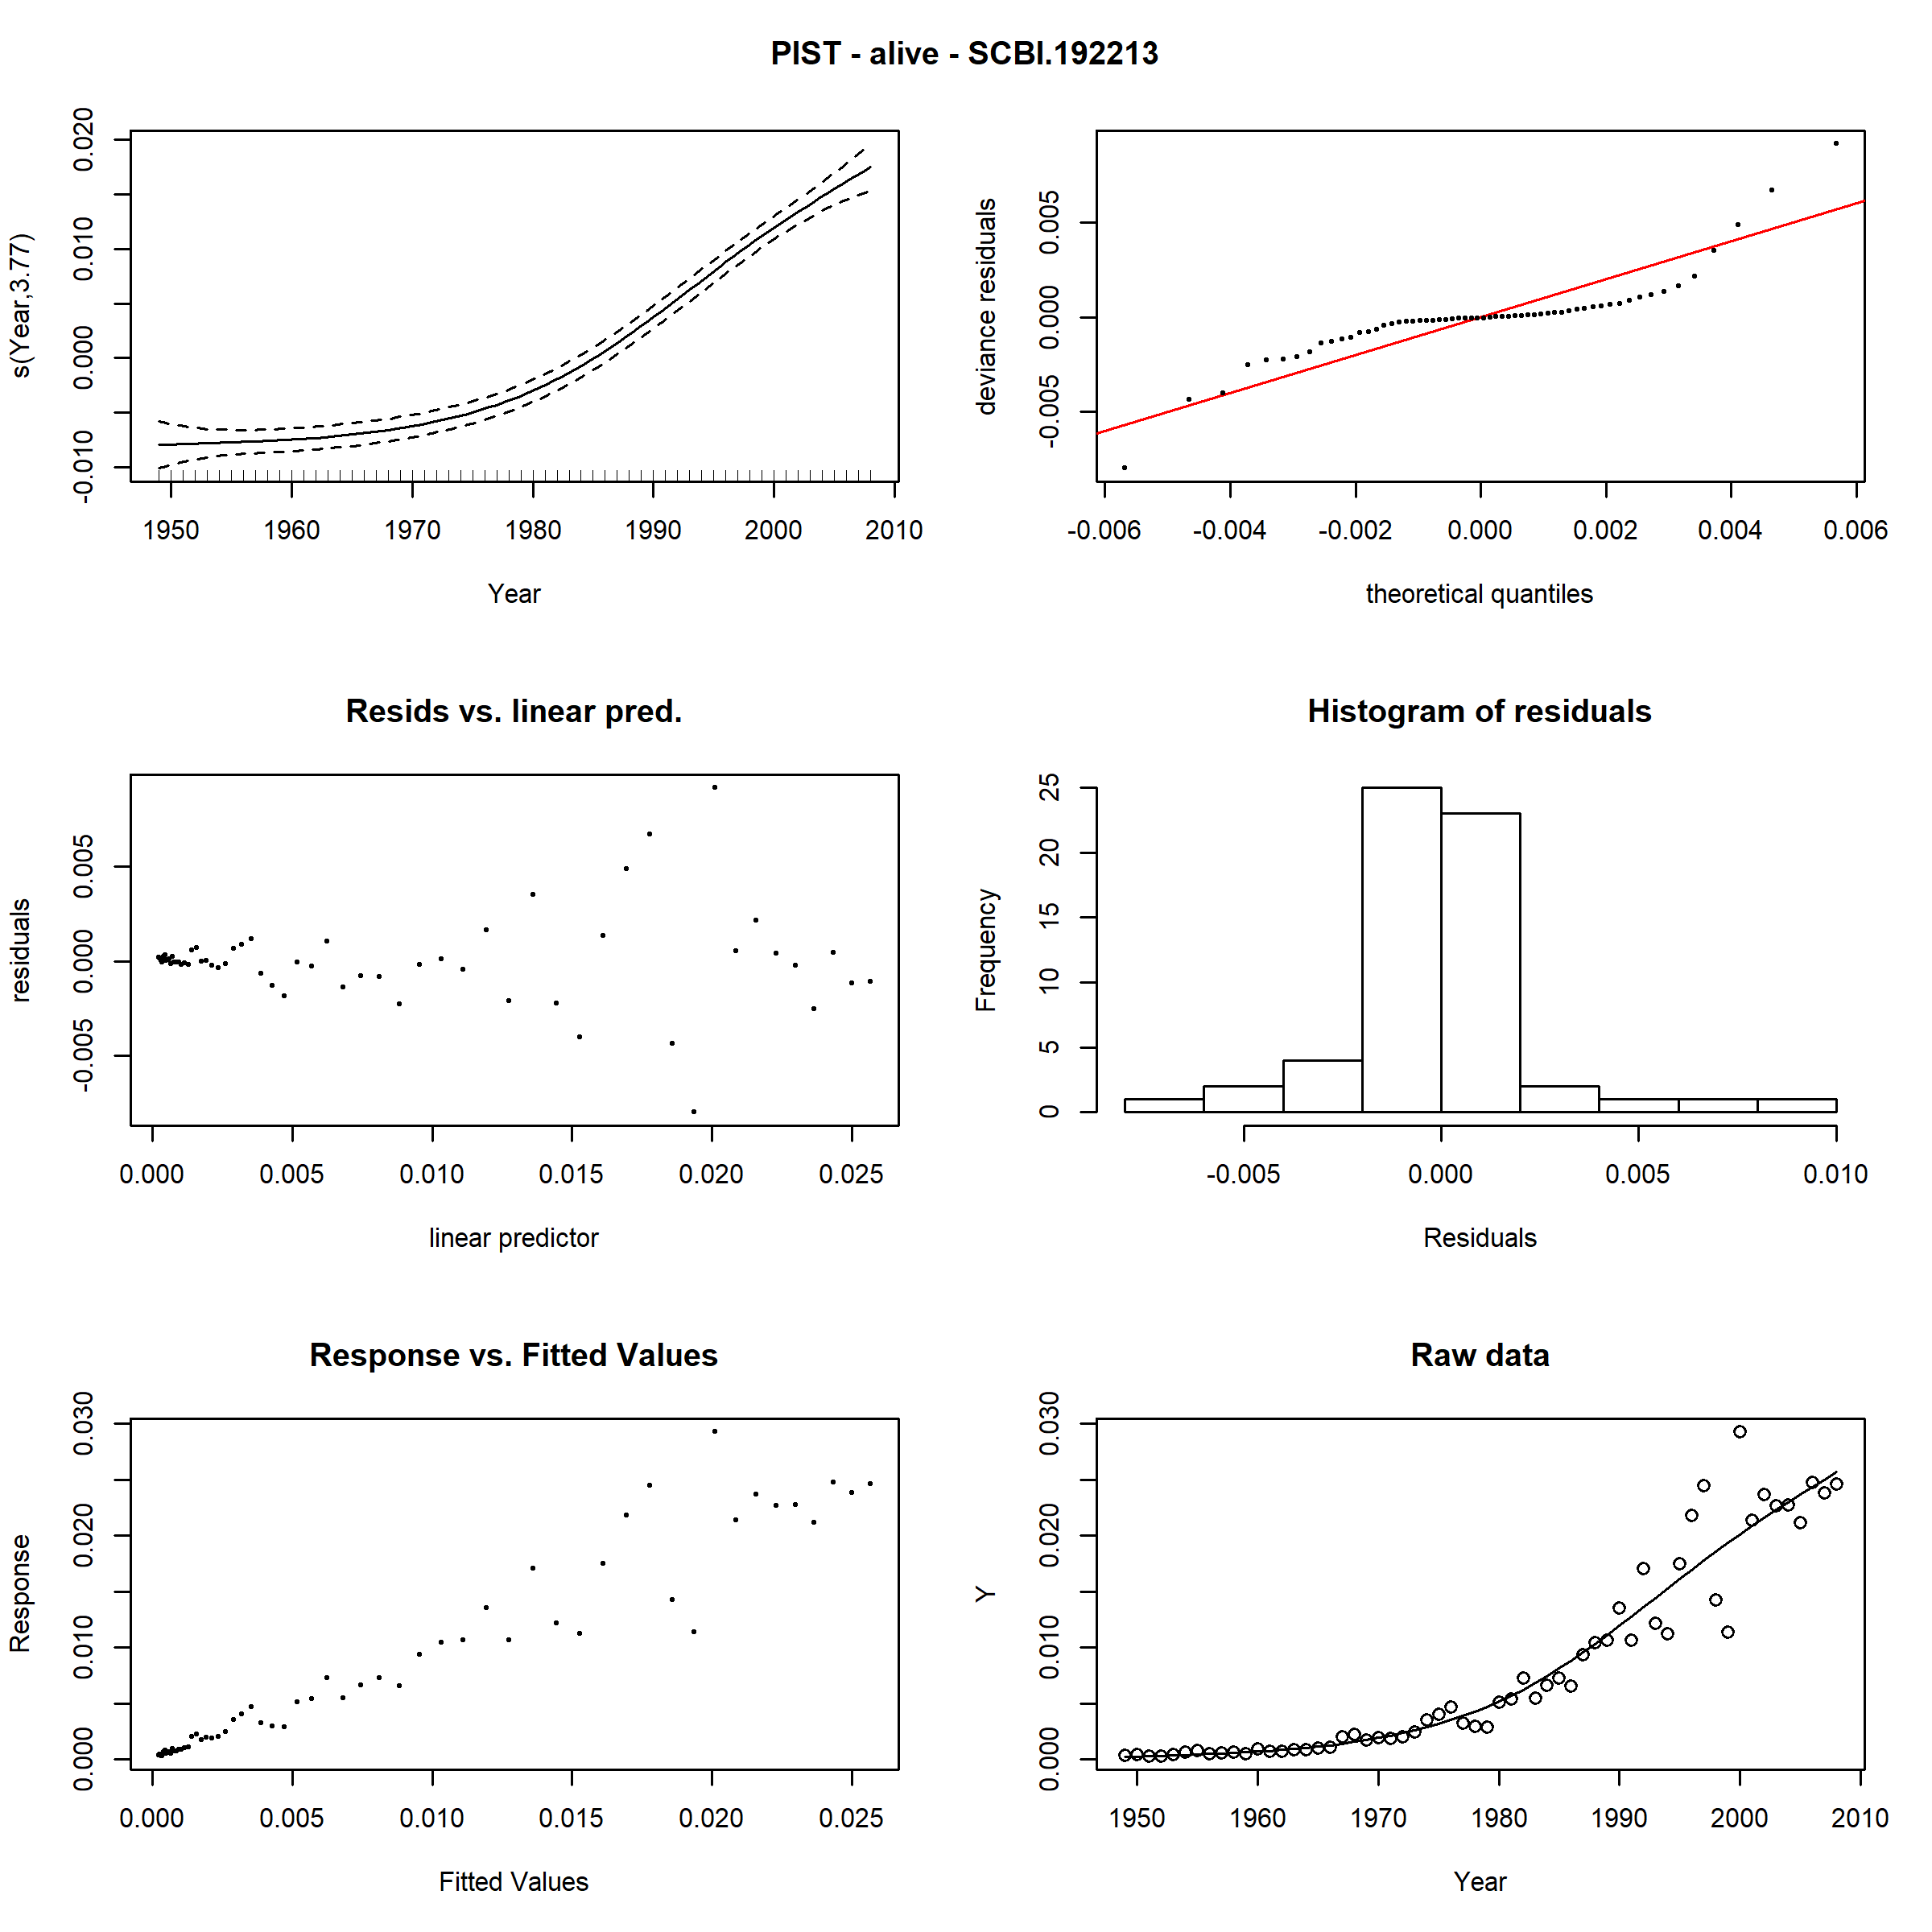 PIST - alive - SCBI.192213
s(Year,3.77)
0.020
0.010
0.000
-0.010
1950 1960 1970 1980 1990 2000 2010
Year
deviance residuals
0.005
0.000
-0.005
-0.006 -0.004 -0.002 0.000 0.002 0.004 0.006
theoretical quantiles
Resids vs. linear pred.
residuals
0.005
0.000
-0.005
0.000 0.005 0.010 0.015 0.020 0.025
linear predictor
Histogram of residuals
Frequency
25
20
15
10
5
0
-0.005 0.000 0.005 0.010
Residuals
Response vs. Fitted Values
Response
0.030
0.020
0.010
0.000
0.000 0.005 0.010 0.015 0.020 0.025
Fitted Values
Raw data
Y
0.030
0.020
0.010
0.000
1950 1960 1970 1980 1990 2000 2010
Year